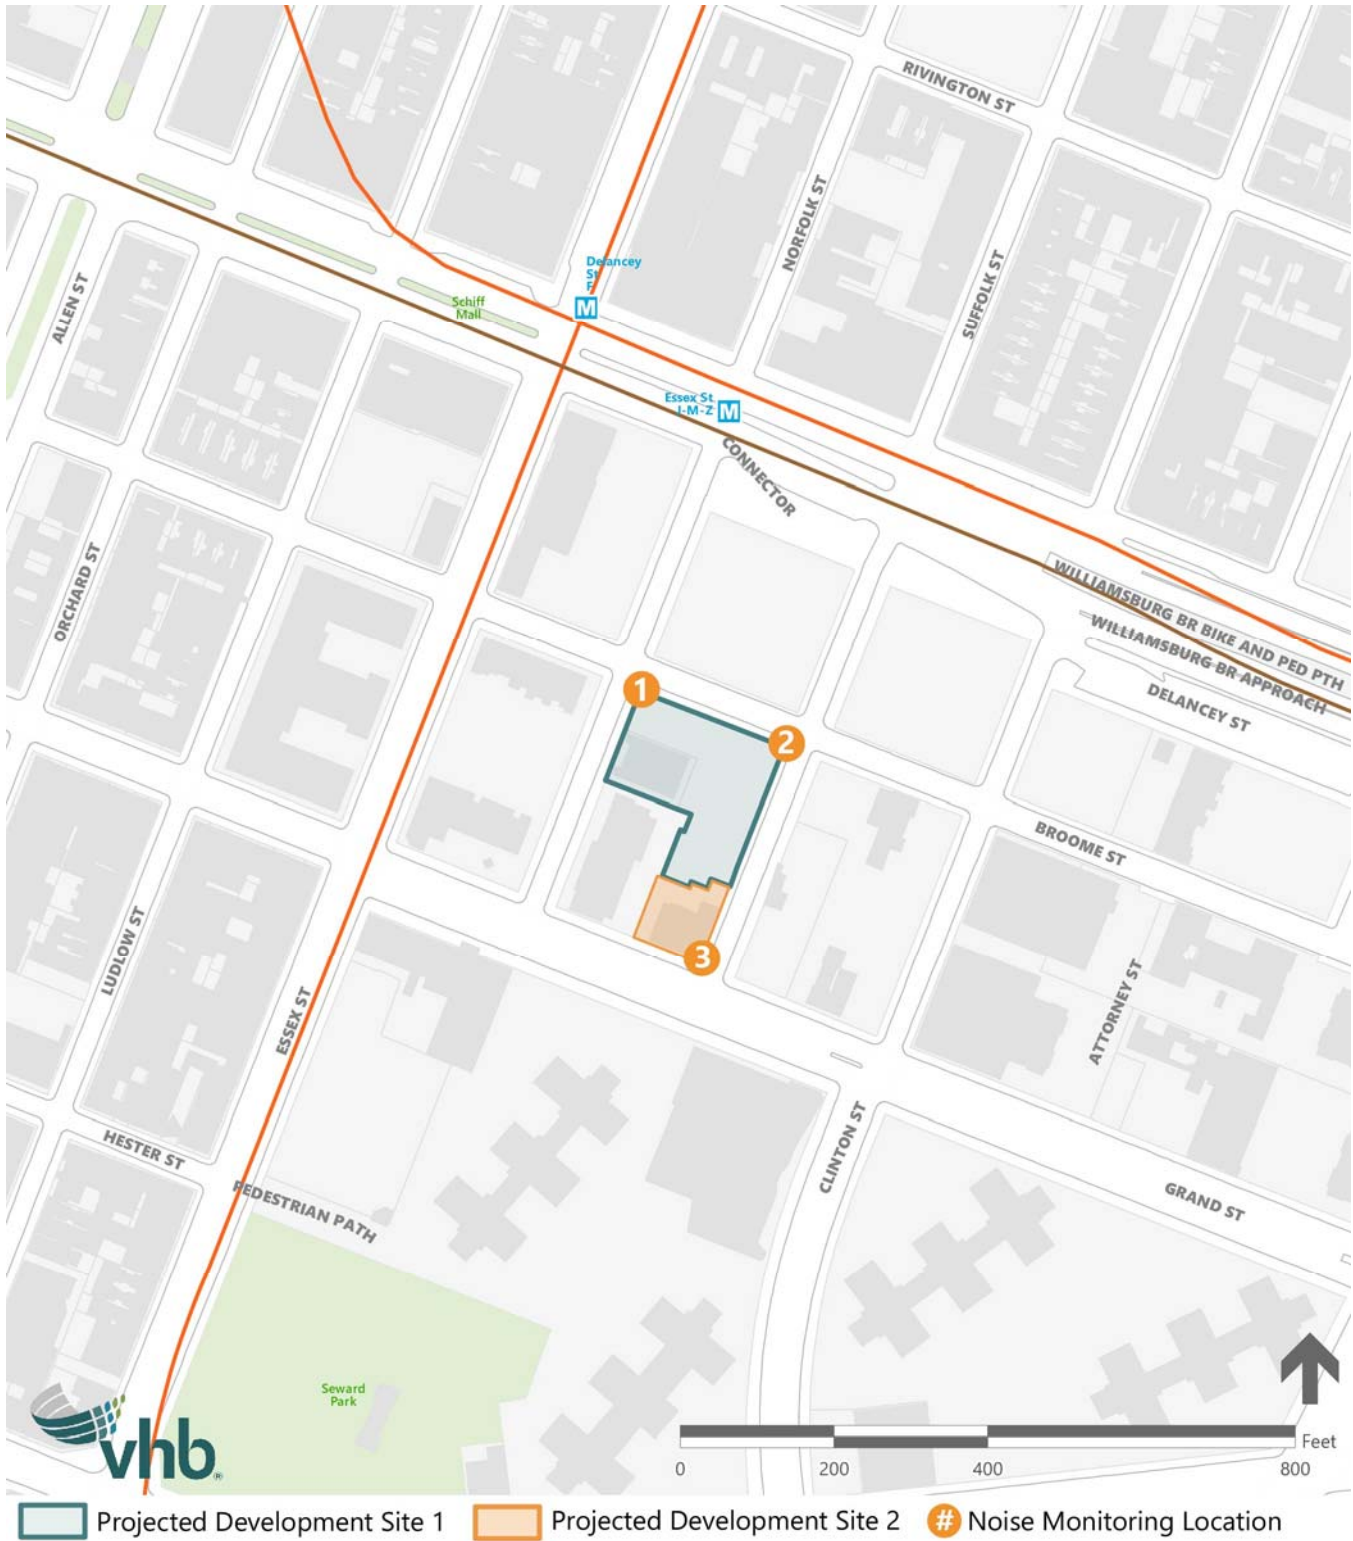 RIVINGTON ST
NORFOLK ST
SUFFOLK ST
Delancey
St
F
M
Schiff
Mall
ALLEN ST
Essex St
J-M-Z
M
CONNECTOR
ORCHARD ST
WILLIAMSBURG BR BIKE AND PED PTH
WILLIAMSBURG BR APPROACH
DELANCEY ST
1
2
BROOME ST
LUDLOW ST
3
ESSEX ST
ATTORNEY ST
HESTER ST
CLINTON ST
PEDESTRIAN PATH
GRAND ST
Seward
Park
vhb®
Feet
0 200 400 800
Projected Development Site 1
Projected Development Site 2
# Noise Monitoring Location